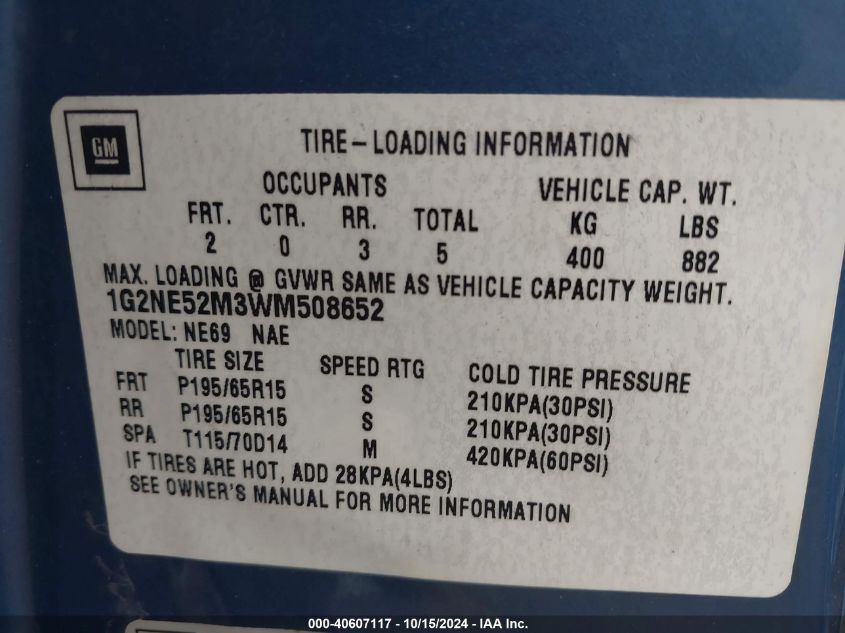 GM
TIRE-LOADING INFORMATION
OCCUPANTS VEHICLE CAP. WT.
FRT. CTR. RR. TOTAL KG LBS
2 0 3 5 400 882
MAX. LOADING @ GVWR SAME AS VEHICLE CAPACITY WEIGHT.
1G2NE52M3WM508652
MODEL: NE69 NAE
TIRE SIZE SPEED RTG COLD TIRE PRESSURE
FRT P195/65R15 S 210KPA(30PSI)
RR P195/65R15 S 210KPA(30PSI)
SPA T115/70D14 M 420KPA(60PSI)
IF TIRES ARE HOT, ADD 28KPA(4LBS)
SEE OWNER'S MANUAL FOR MORE INFORMATION
000-40607117 - 10/15/2024 - IAA Inc.